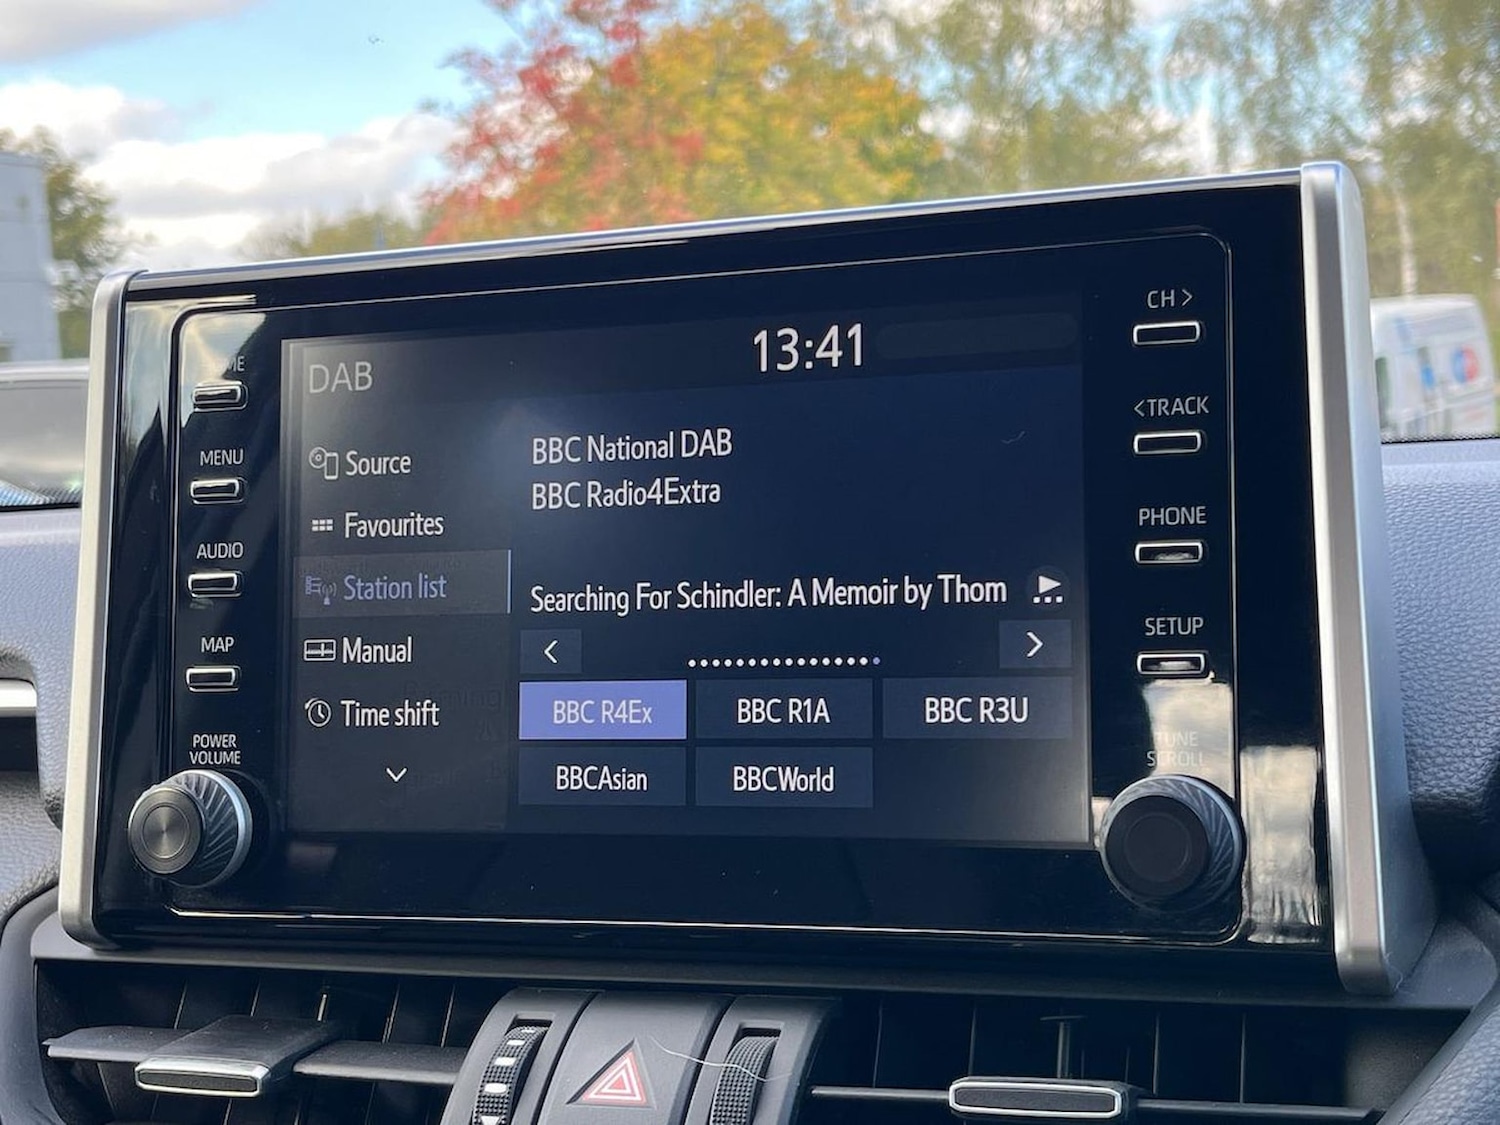 DAB
13:41
Source
Favourites
Station list
Manual
Time shift
BBC National DAB
BBC Radio4Extra
Searching For Schindler: A Memoir by Thom
BBC R4Ex
BBC R1A
BBC R3U
BBCAsian
BBCWorld
MENU
AUDIO
MAP
POWER
VOLUME
CH >
< TRACK
PHONE
SETUP
TUNE
SCROLL